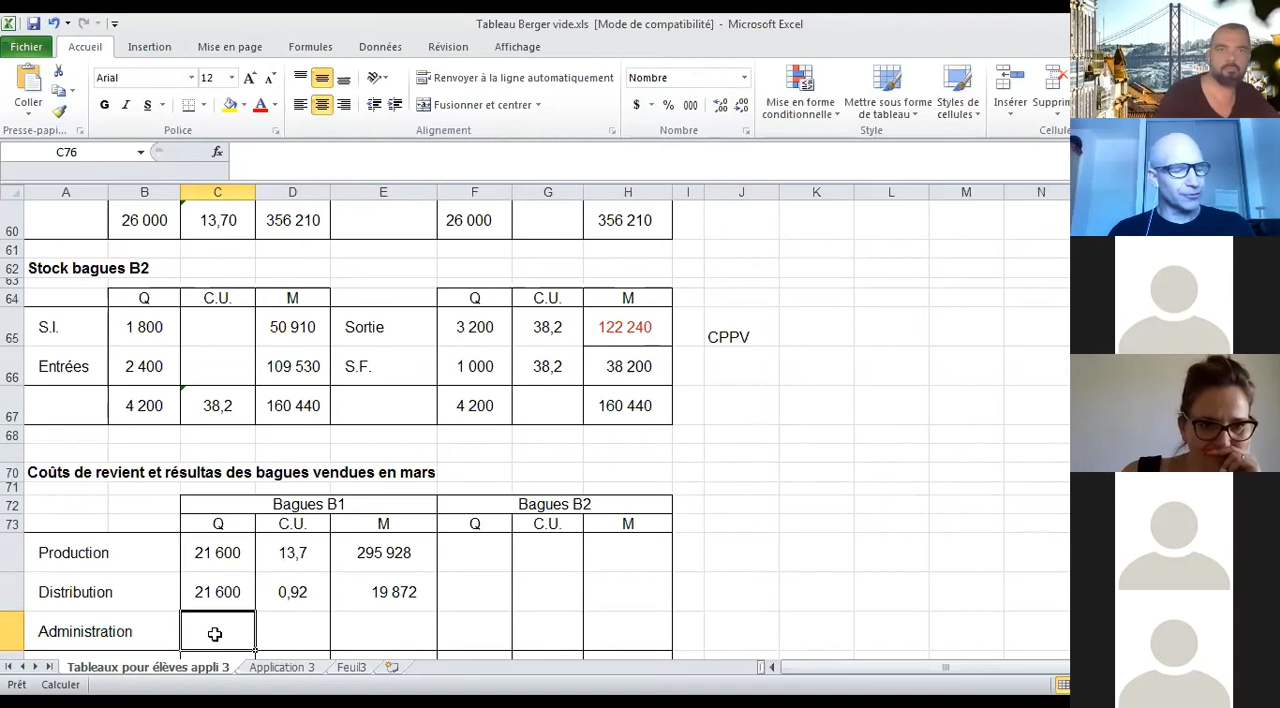 Tableau Berger vide.xls [Mode de compatibilité] - Microsoft Excel
Fichier Accueil Insertion Mise en page Formules Données Révision Affichage
Arial 12 Renvoyer à la ligne automatiquement Nombre
Coller G I S Fusionner et centrer $ % 000 Mise en forme conditionnelle Mettre sous forme de tableau Styles de cellules Insérer Supprim
Presse-papi... Police Alignement Nombre Style Cellule
C76 fx
A B C D E F G H I J K L M N
60 26 000 13,70 356 210 26 000 356 210
61
62 Stock bagues B2
63
64 Q C.U. M Q C.U. M
65 S.I. 1 800 50 910 Sortie 3 200 38,2 122 240 CPPV
66 Entrées 2 400 109 530 S.F. 1 000 38,2 38 200
67 4 200 38,2 160 440 4 200 160 440
68
70 Coûts de revient et résultas des bagues vendues en mars
71
72 Bagues B1 Bagues B2
73 Q C.U. M Q C.U. M
Production 21 600 13,7 295 928
Distribution 21 600 0,92 19 872
Administration
Tableaux pour élèves appli 3 Application 3 Feuil3
Prêt Calculer